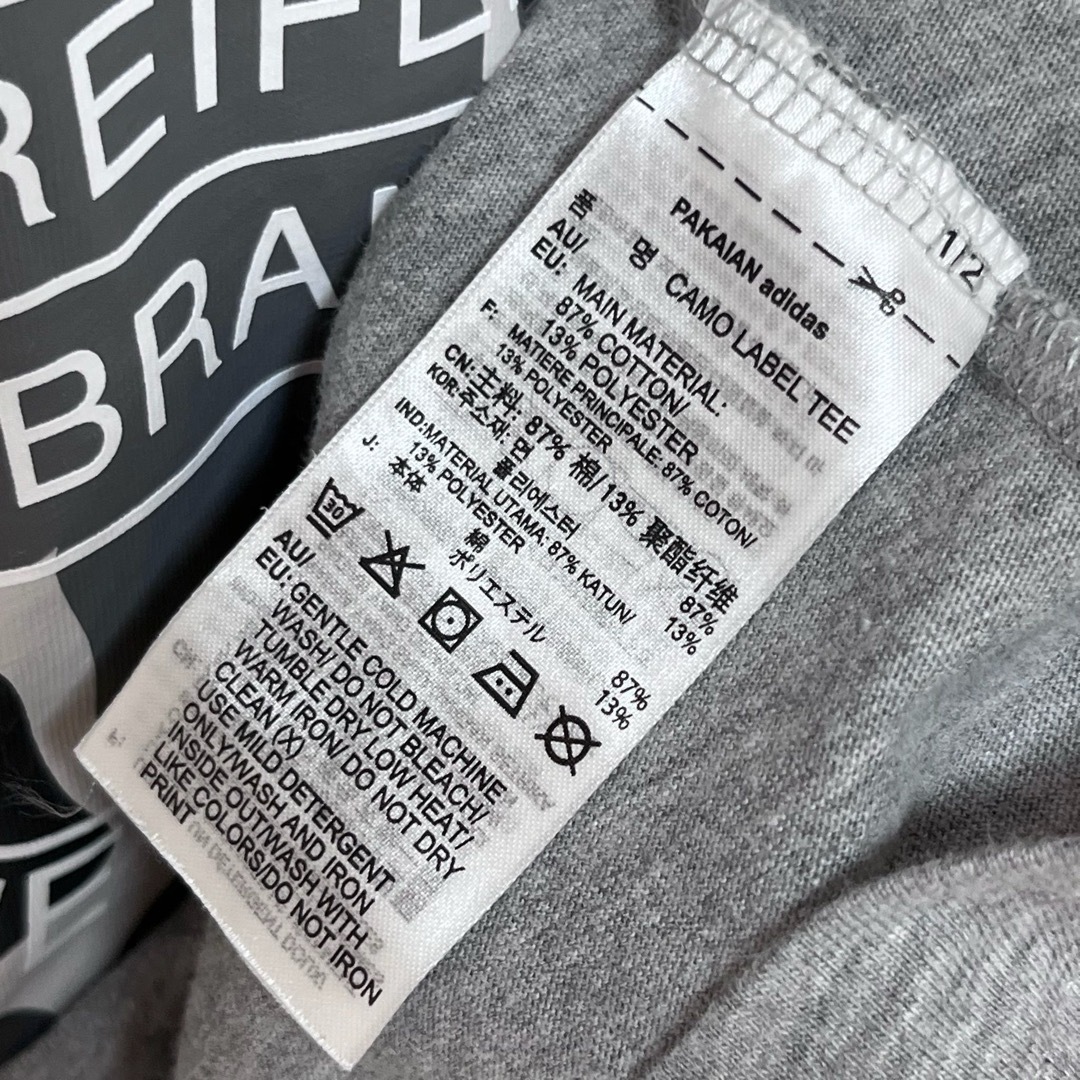 REIFE
BRA
1/2
PAKAIAN adidas
품 명 CAMO LABEL TEE
AU/
EU: MAIN MATERIAL:
87% COTTON/
13% POLYESTER
F: MATIERE PRINCIPALE: 87% COTON/
13% POLYESTER
CN: 主料: 87% 棉/ 13% 聚酯纤维
KOR: 주소재: 면 87%
폴리에스터 13%
IND: MATERIAL UTAMA: 87% KATUN/
13% POLYESTER
J: 本体 綿 87%
ポリエステル 13%
30
AU/
EU: GENTLE COLD MACHINE
WASH/ DO NOT BLEACH/
TUMBLE DRY LOW HEAT/
WARM IRON/ DO NOT DRY
CLEAN (X)
USE MILD DETERGENT
ONLY/WASH AND IRON
INSIDE OUT/WASH WITH
LIKE COLORS/DO NOT IRON
PRINT